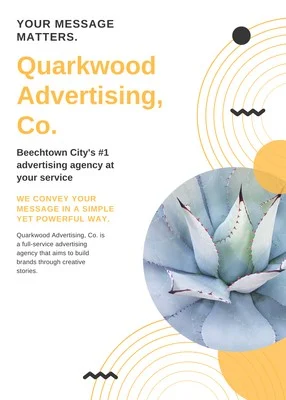 YOUR MESSAGE
MATTERS.
Quarkwood
Advertising,
Co.
Beechtown City's #1
advertising agency at
your service
WE CONVEY YOUR
MESSAGE IN A SIMPLE
YET POWERFUL WAY.
Quarkwood Advertising, Co. is
a full-service advertising
agency that aims to build
brands through creative
stories.